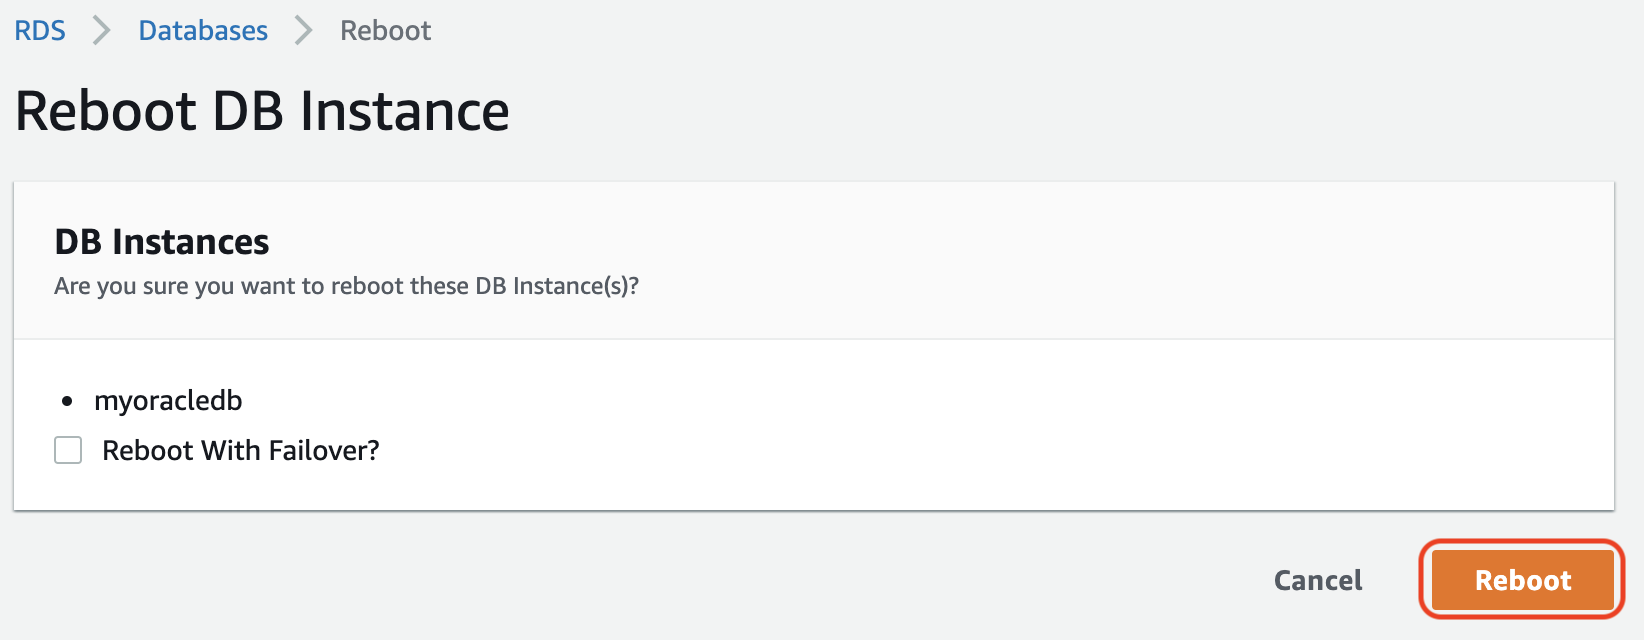 RDS > Databases > Reboot
Reboot DB Instance
DB Instances
Are you sure you want to reboot these DB Instance(s)?
• myoracledb
Reboot With Failover?
Cancel Reboot